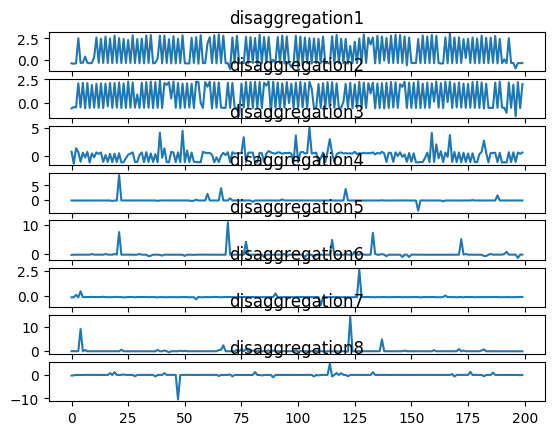 disaggregation1
2.5
0.0
disaggregation2
2.5
0.0
disaggregation3
5
0
disaggregation4
5
0
disaggregation5
10
0
disaggregation6
2.5
0.0
disaggregation7
10
0
disaggregation8
0
−10
0 25 50 75 100 125 150 175 200